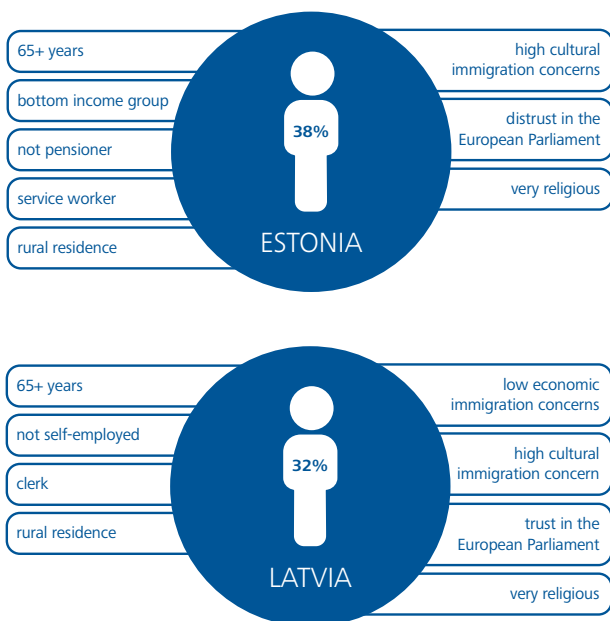 65+ years
bottom income group
not pensioner
service worker
rural residence
38%
ESTONIA
high cultural
immigration concerns
distrust in the
European Parliament
very religious
65+ years
not self-employed
clerk
rural residence
32%
LATVIA
low economic
immigration concerns
high cultural
immigration concern
trust in the
European Parliament
very religious